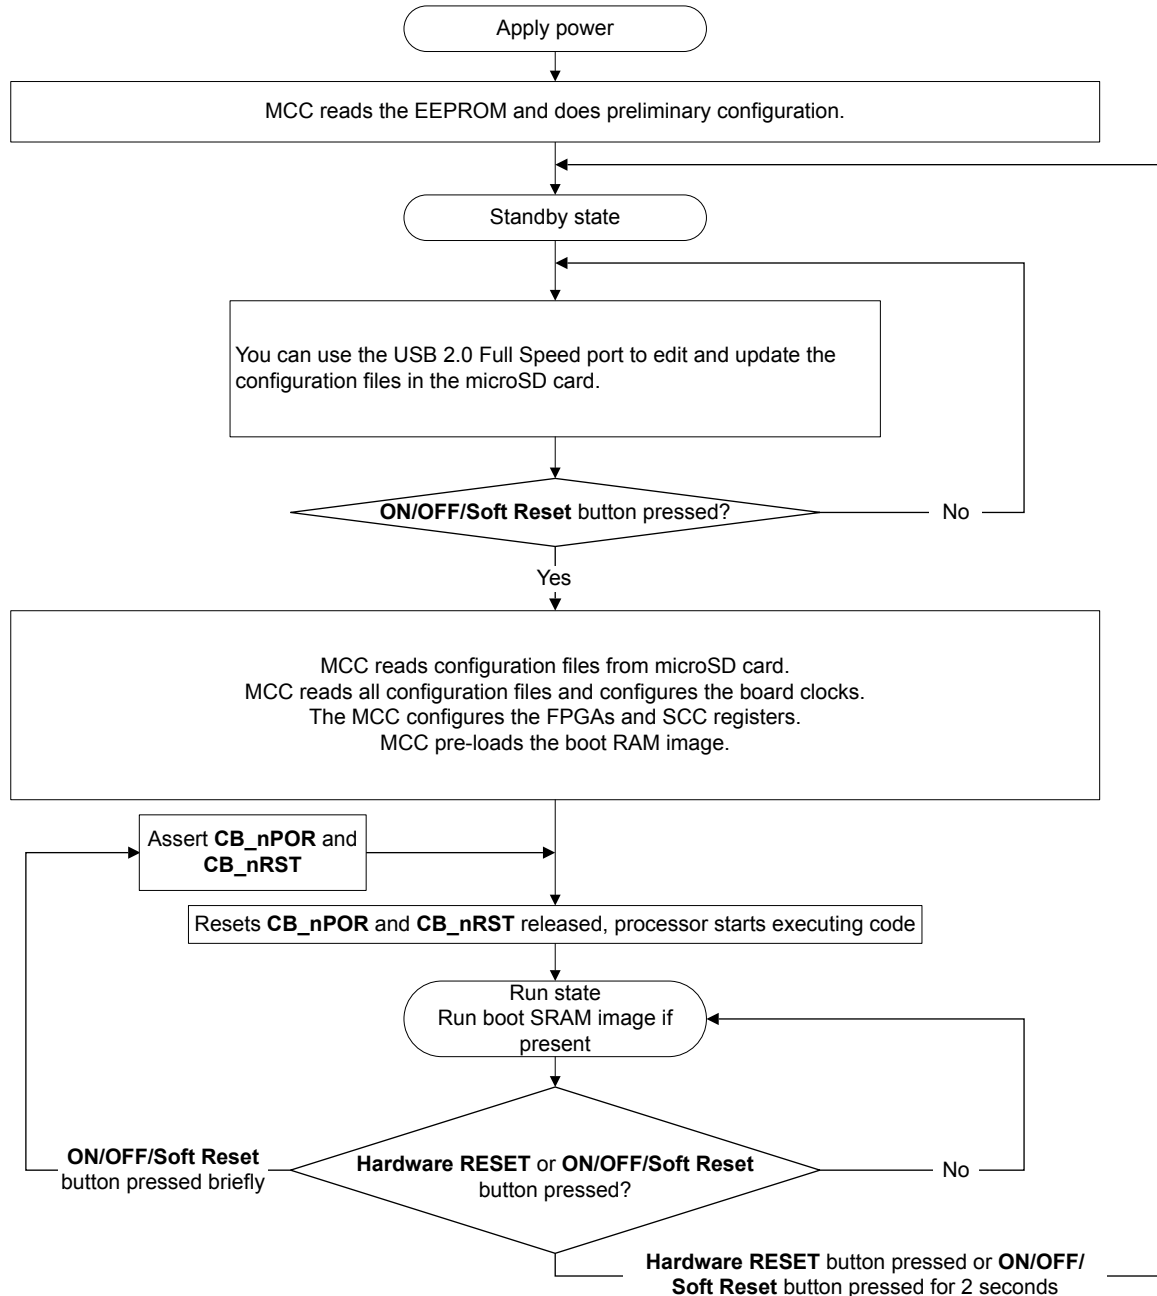 Apply power
MCC reads the EEPROM and does preliminary configuration.
Standby state
You can use the USB 2.0 Full Speed port to edit and update the
configuration files in the microSD card.
ON/OFF/Soft Reset button pressed?
No
Yes
MCC reads configuration files from microSD card.
MCC reads all configuration files and configures the board clocks.
The MCC configures the FPGAs and SCC registers.
MCC pre-loads the boot RAM image.
Assert CB_nPOR and
CB_nRST
Resets CB_nPOR and CB_nRST released, processor starts executing code
Run state
Run boot SRAM image if
present
ON/OFF/Soft Reset
button pressed briefly
Hardware RESET or ON/OFF/Soft Reset
button pressed?
No
Hardware RESET button pressed or ON/OFF/
Soft Reset button pressed for 2 seconds